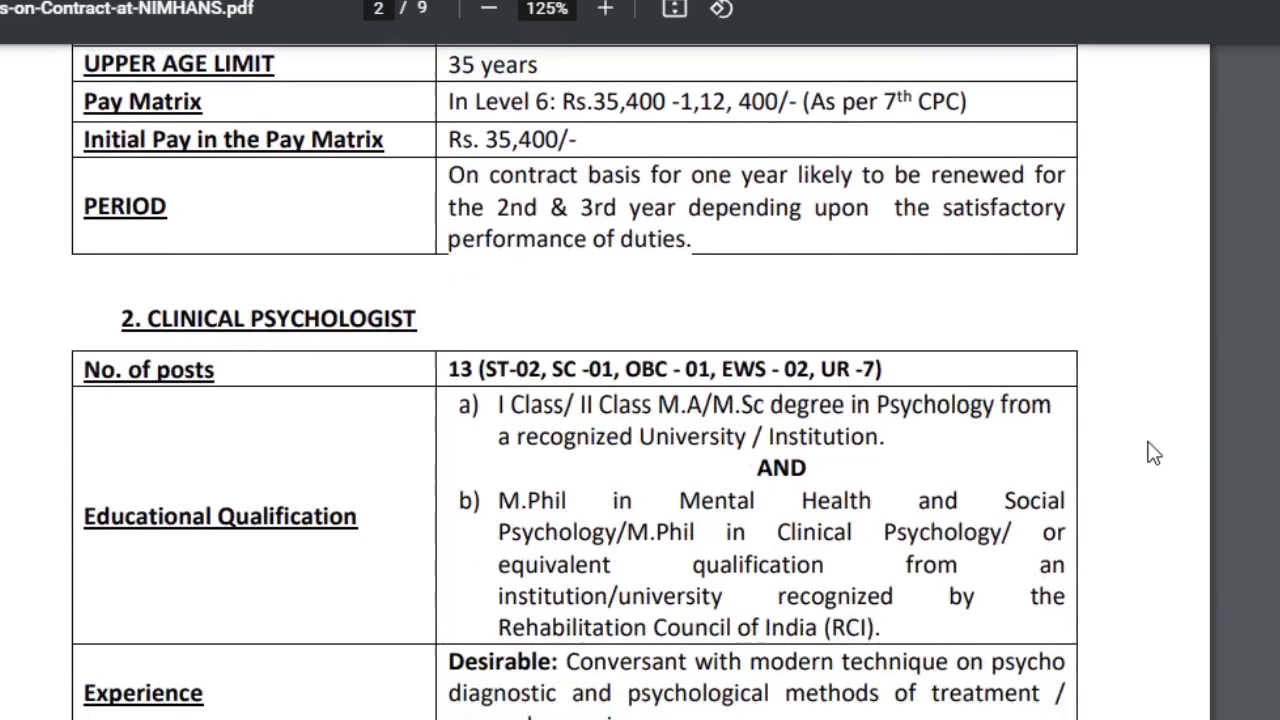 s-on-Contract-at-NIMHANS.pdf 2 / 9 125%
UPPER AGE LIMIT 35 years
Pay Matrix In Level 6: Rs.35,400 -1,12, 400/- (As per 7th CPC)
Initial Pay in the Pay Matrix Rs. 35,400/-
PERIOD
On contract basis for one year likely to be renewed for
the 2nd & 3rd year depending upon the satisfactory
performance of duties.
2. CLINICAL PSYCHOLOGIST
No. of posts 13 (ST-02, SC -01, OBC - 01, EWS - 02, UR -7)
Educational Qualification
a) I Class/ II Class M.A/M.Sc degree in Psychology from
a recognized University / Institution.
AND
b) M.Phil in Mental Health and Social
Psychology/M.Phil in Clinical Psychology/ or
equivalent qualification from an
institution/university recognized by the
Rehabilitation Council of India (RCI).
Experience
Desirable: Conversant with modern technique on psycho
diagnostic and psychological methods of treatment /